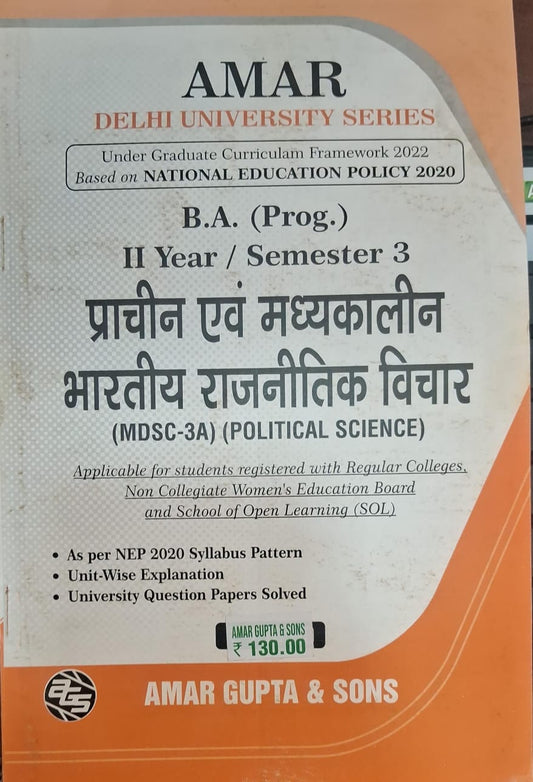 AMAR
DELHI UNIVERSITY SERIES
Under Graduate Curriculam Framework 2022
Based on NATIONAL EDUCATION POLICY 2020
B.A. (Prog.)
II Year / Semester 3
प्राचीन एवं मध्यकालीन
भारतीय राजनीतिक विचार
(MDSC-3A) (POLITICAL SCIENCE)
Applicable for students registered with Regular Colleges,
Non Collegiate Women's Education Board
and School of Open Learning (SOL)
• As per NEP 2020 Syllabus Pattern
• Unit-Wise Explanation
• University Question Papers Solved
AMAR GUPTA & SONS
₹ 130.00
ags
AMAR GUPTA & SONS